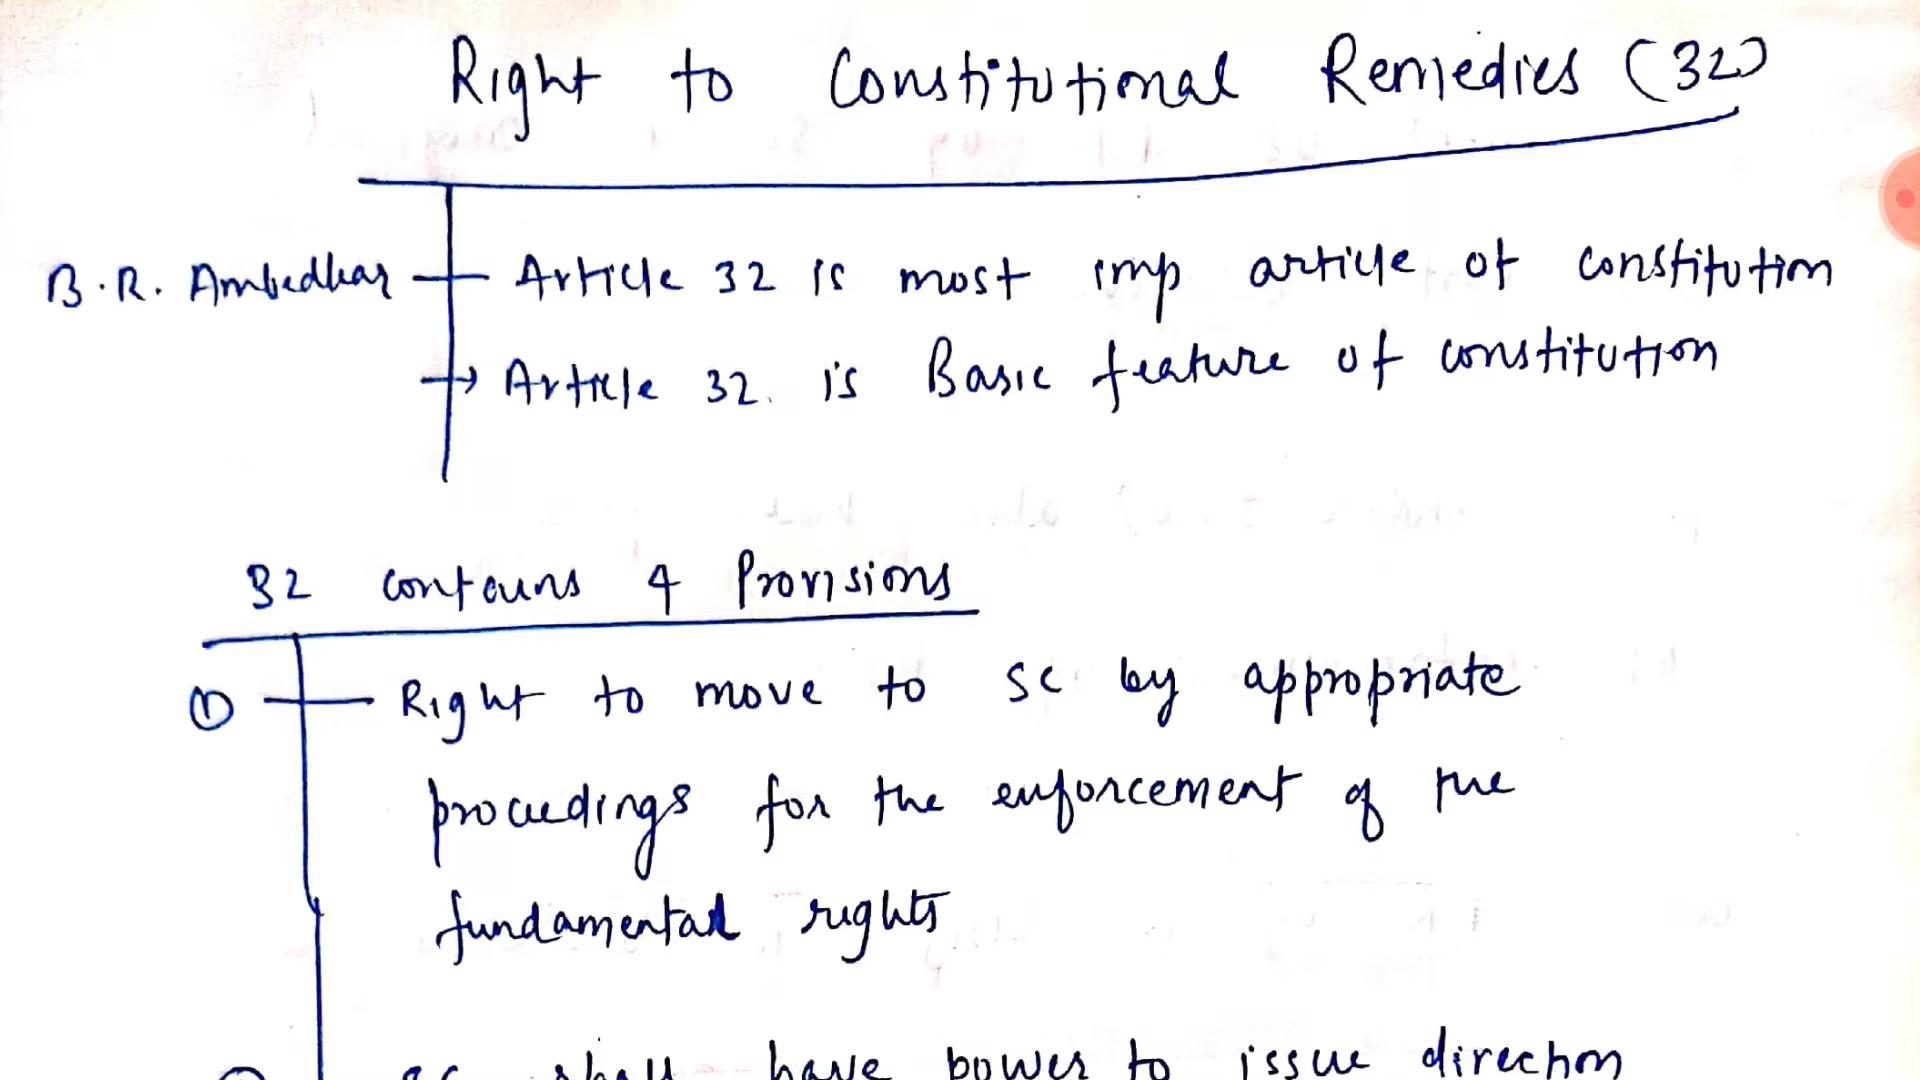 Right to Constitutional Remedies (32)
B.R. Ambedkar — Article 32 is most imp article of constitution
→ Article 32 is Basic feature of constitution
32 contains 4 Provisions
① Right to move to SC by appropriate
proceedings for the enforcement of the
fundamental rights
SC shall have power to issue direction